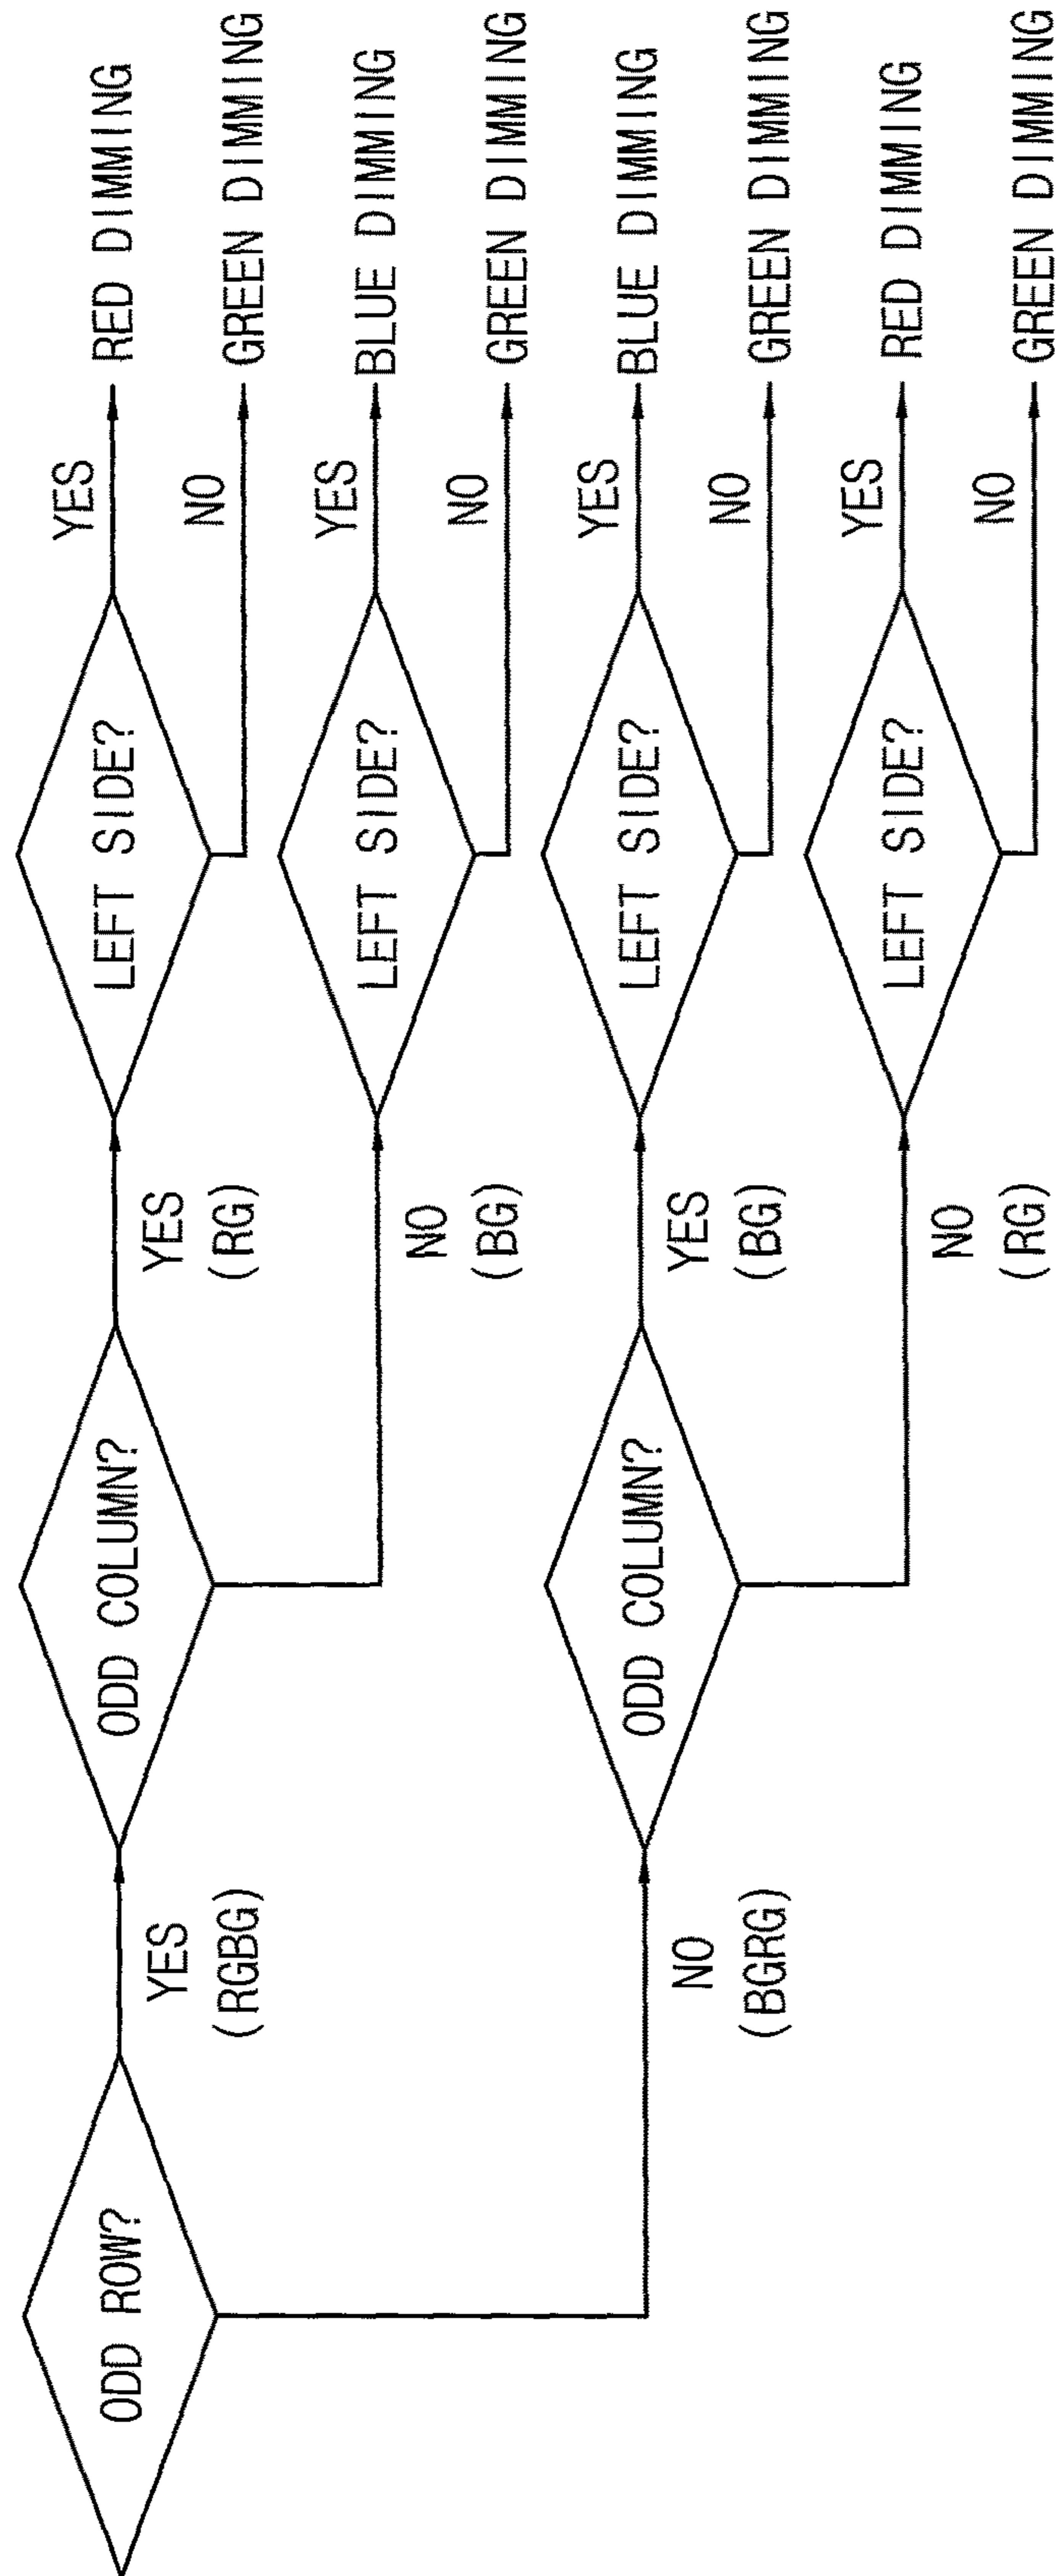 ODD ROW?
YES
(RGBG)
NO
(BGRG)
ODD COLUMN?
YES
(RG)
NO
(BG)
ODD COLUMN?
YES
(BG)
NO
(RG)
LEFT SIDE?
YES
RED DIMMING
NO
GREEN DIMMING
LEFT SIDE?
YES
BLUE DIMMING
NO
GREEN DIMMING
LEFT SIDE?
YES
BLUE DIMMING
NO
GREEN DIMMING
LEFT SIDE?
YES
RED DIMMING
NO
GREEN DIMMING